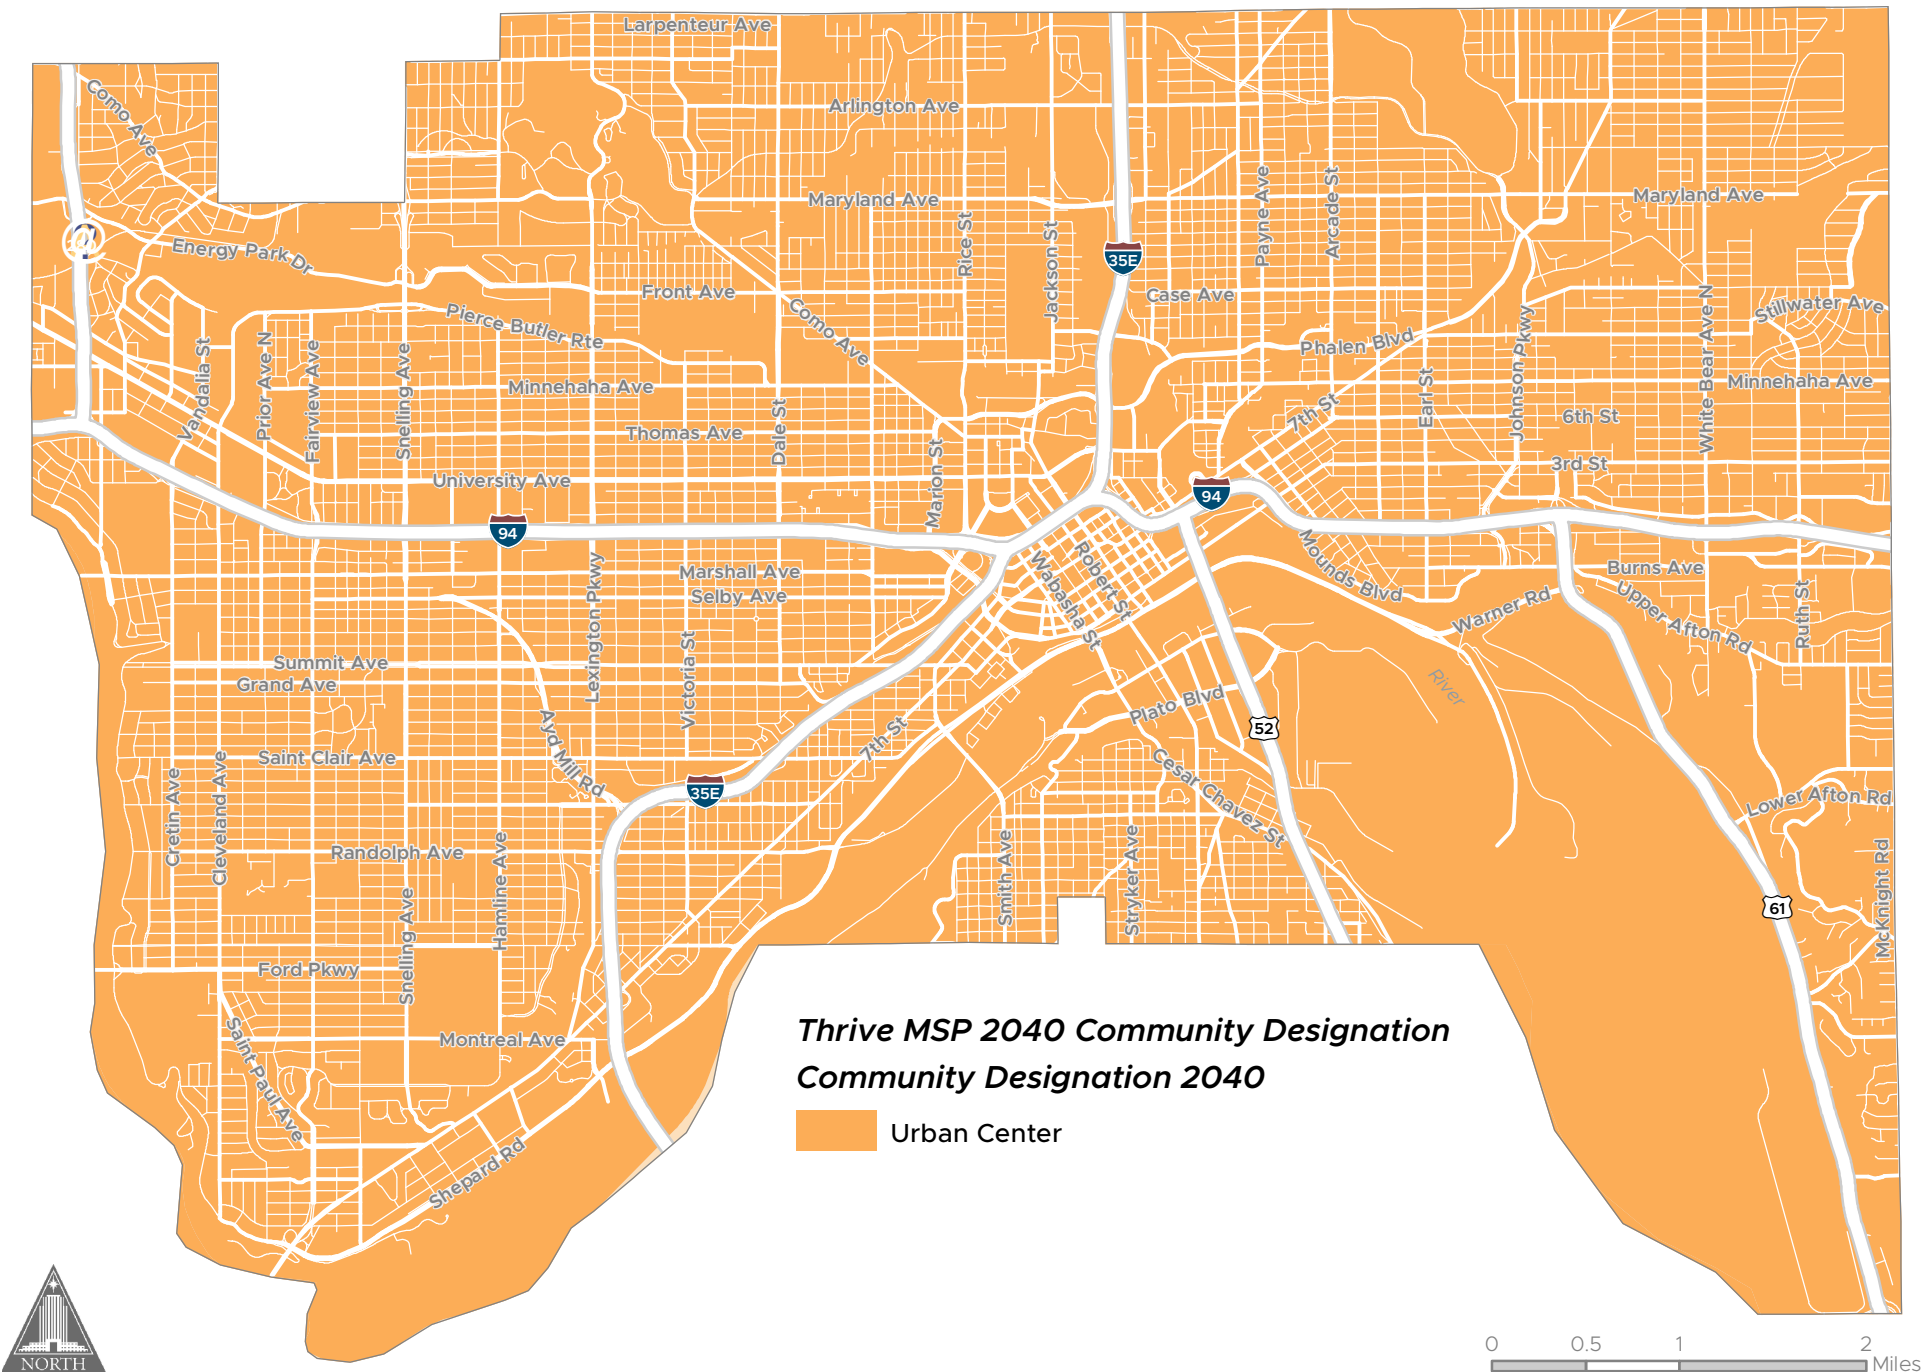 Larpenteur Ave
Como Ave
Arlington Ave
Maryland Ave
Maryland Ave
Payne Ave
Arcade St
Rice St
Jackson St
Energy Park Dr
35E
Front Ave
Case Ave
Pierce Butler Rte
Como Ave
Stillwater Ave
Vandalia St
Prior Ave N
Fairview Ave
Snelling Ave
Phalen Blvd
Johnson Pkwy
White Bear Ave N
Minnehaha Ave
Minnehaha Ave
Earl St
7th St
6th St
Dale St
Thomas Ave
Marion St
3rd St
University Ave
94
94
Lexington Pkwy
Marshall Ave
Selby Ave
Wabasha St
Robert St
Mounds Blvd
Burns Ave
Warner Rd
Upper Afton Rd
Ruth St
Summit Ave
Grand Ave
Victoria St
River
Plato Blvd
52
7th St
Ayd Mill Rd
Saint Clair Ave
Cretin Ave
Cleveland Ave
35E
Cesar Chavez St
Lower Afton Rd
Randolph Ave
Hamline Ave
Smith Ave
Stryker Ave
McKnight Rd
61
Snelling Ave
Ford Pkwy
Saint Paul Ave
Montreal Ave
Shepard Rd
Thrive MSP 2040 Community Designation
Community Designation 2040
Urban Center
NORTH
0 0.5 1 2
Miles